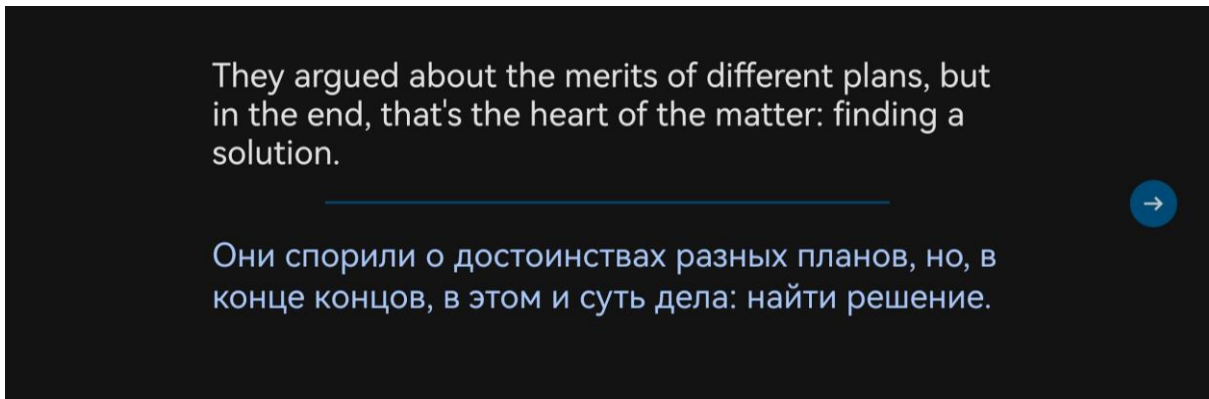 They argued about the merits of different plans, but
in the end, that's the heart of the matter: finding a
solution.
Они спорили о достоинствах разных планов, но, в
конце концов, в этом и суть дела: найти решение.